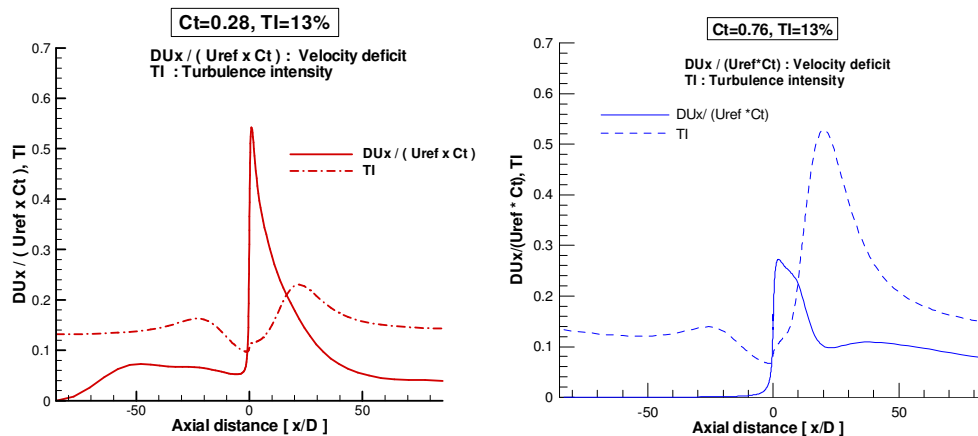 Ct=0.28, TI=13%
DUx / ( Uref x Ct ) : Velocity deficit
TI : Turbulence intensity
DUx / ( Uref x Ct )
TI
DUx / ( Uref x Ct ), TI
0.7
0.6
0.5
0.4
0.3
0.2
0.1
0
-50
0
50
Axial distance [ x/D ]
Ct=0.76, TI=13%
DUx / (Uref*Ct) : Velocity deficit
TI : Turbulence intensity
DUx/ (Uref *Ct)
TI
DUx/(Uref * Ct), TI
0.7
0.6
0.5
0.4
0.3
0.2
0.1
0
-50
0
50
Axial distance [ x/D ]